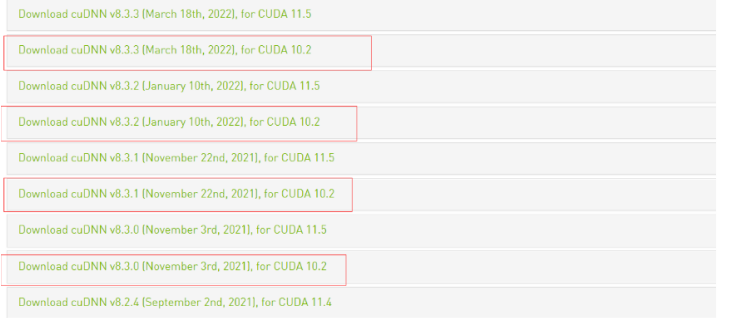 Download cuDNN v8.3.3 (March 18th, 2022), for CUDA 11.5
Download cuDNN v8.3.3 (March 18th, 2022), for CUDA 10.2
Download cuDNN v8.3.2 (January 10th, 2022), for CUDA 11.5
Download cuDNN v8.3.2 (January 10th, 2022), for CUDA 10.2
Download cuDNN v8.3.1 (November 22nd, 2021), for CUDA 11.5
Download cuDNN v8.3.1 (November 22nd, 2021), for CUDA 10.2
Download cuDNN v8.3.0 (November 3rd, 2021), for CUDA 11.5
Download cuDNN v8.3.0 (November 3rd, 2021), for CUDA 10.2
Download cuDNN v8.2.4 (September 2nd, 2021), for CUDA 11.4